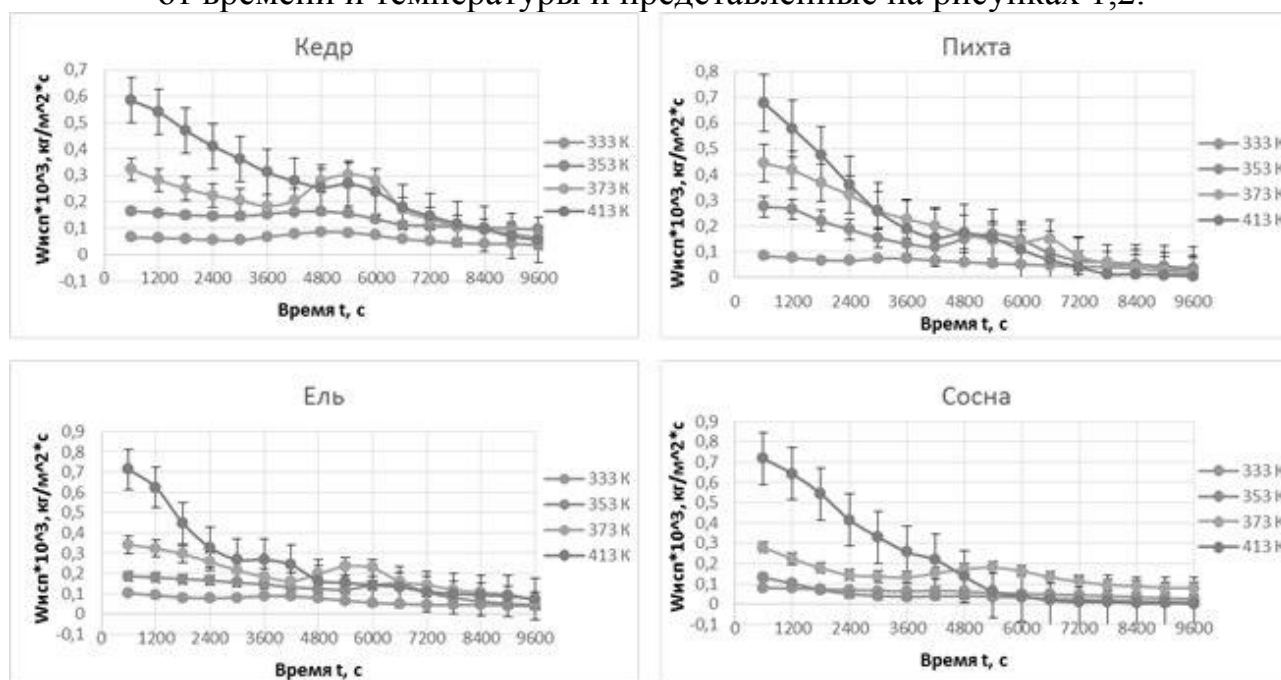 от времени и температуры и представленные на рисунках 1,2.
Кедр
Wисп*10^3, кг/м^2*с
0,7
0,6
0,5
0,4
0,3
0,2
0,1
0
-0,1
0 1200 2400 3600 4800 6000 7200 8400 9600
Время t, с
333 К
353 К
373 К
413 К
Пихта
Wисп*10^3, кг/м^2*с
0,8
0,7
0,6
0,5
0,4
0,3
0,2
0,1
0
0 1200 2400 3600 4800 6000 7200 8400 9600
Время t, с
333 К
353 К
373 К
413 К
Ель
Wисп*10^3, кг/м^2*с
0,9
0,8
0,7
0,6
0,5
0,4
0,3
0,2
0,1
0
-0,1
0 1200 2400 3600 4800 6000 7200 8400 9600
Время t, с
333 К
353 К
373 К
413 К
Сосна
Wисп*10^3, кг/м^2*с
0,9
0,8
0,7
0,6
0,5
0,4
0,3
0,2
0,1
0
-0,1
0 1200 2400 3600 4800 6000 7200 8400 9600
Время t, с
333 К
353 К
373 К
413 К